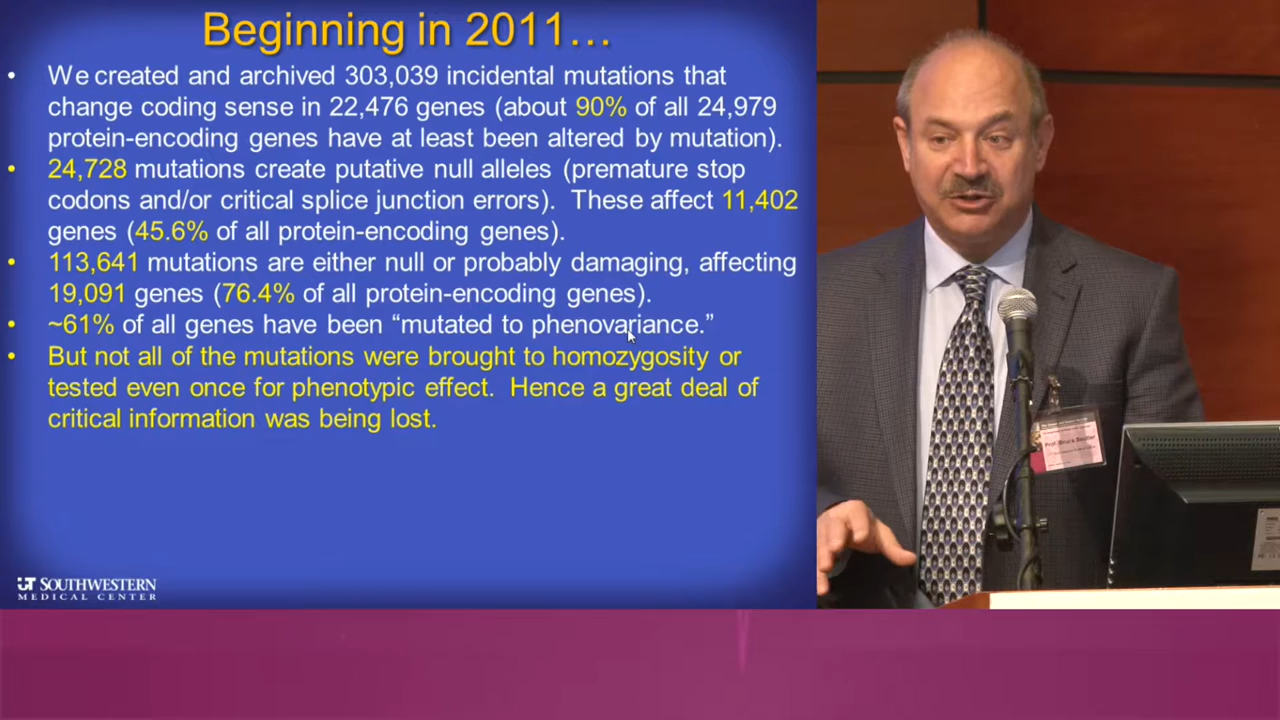 Beginning in 2011…
• We created and archived 303,039 incidental mutations that
change coding sense in 22,476 genes (about 90% of all 24,979
protein-encoding genes have at least been altered by mutation).
• 24,728 mutations create putative null alleles (premature stop
codons and/or critical splice junction errors).  These affect 11,402
genes (45.6% of all protein-encoding genes).
• 113,641 mutations are either null or probably damaging, affecting
19,091 genes (76.4% of all protein-encoding genes).
• ~61% of all genes have been “mutated to phenovariance.”
• But not all of the mutations were brought to homozygosity or
tested even once for phenotypic effect.  Hence a great deal of
critical information was being lost.
UT SOUTHWESTERN
MEDICAL CENTER